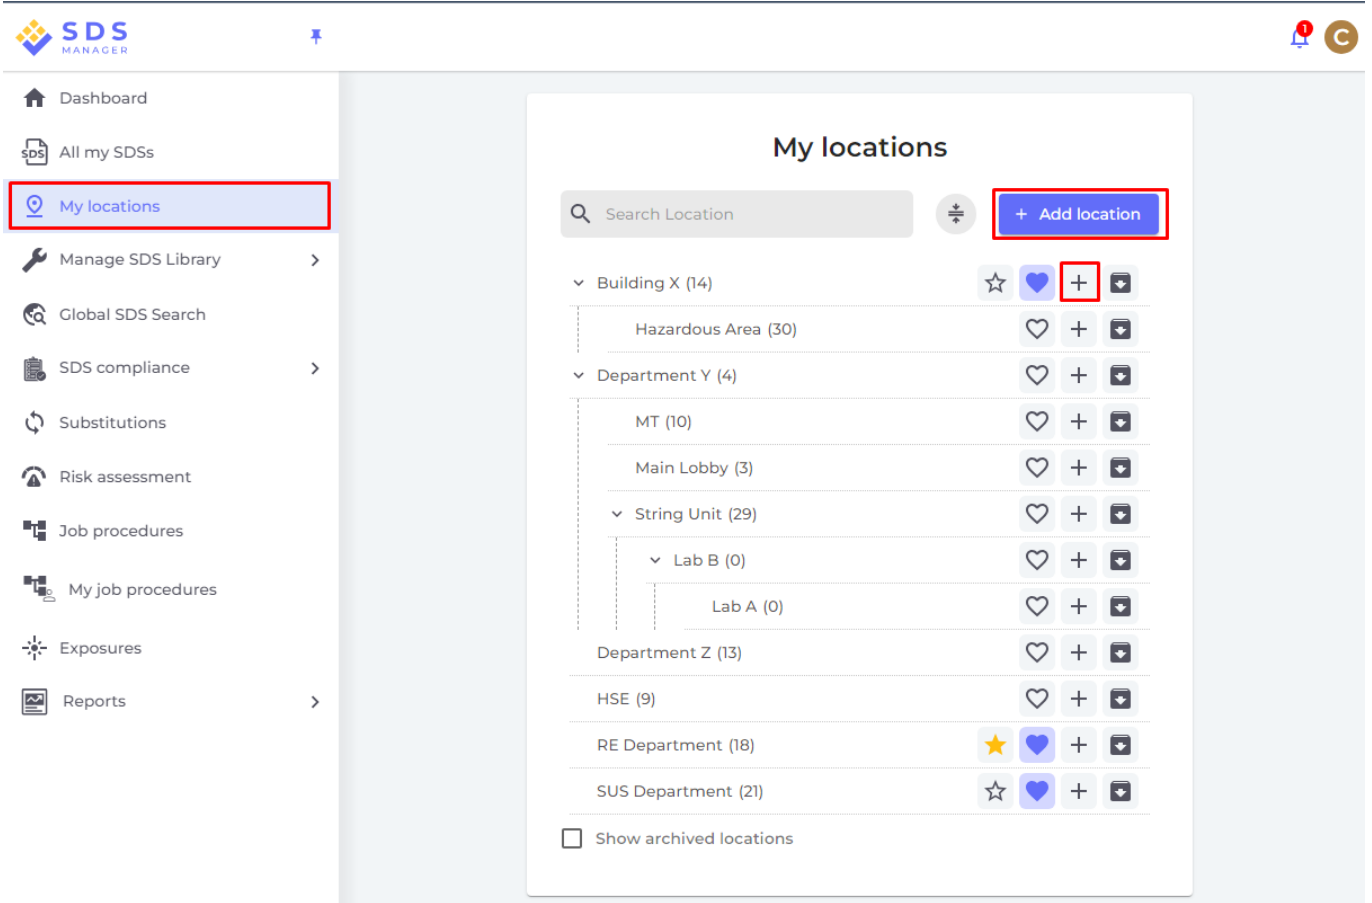 SDS
MANAGER
1
C
Dashboard
SDS
All my SDSs
My locations
Manage SDS Library
Global SDS Search
SDS compliance
Substitutions
Risk assessment
Job procedures
My job procedures
Exposures
Reports
My locations
Search Location
+ Add location
Building X (14)
Hazardous Area (30)
Department Y (4)
MT (10)
Main Lobby (3)
String Unit (29)
Lab B (0)
Lab A (0)
Department Z (13)
HSE (9)
RE Department (18)
SUS Department (21)
Show archived locations